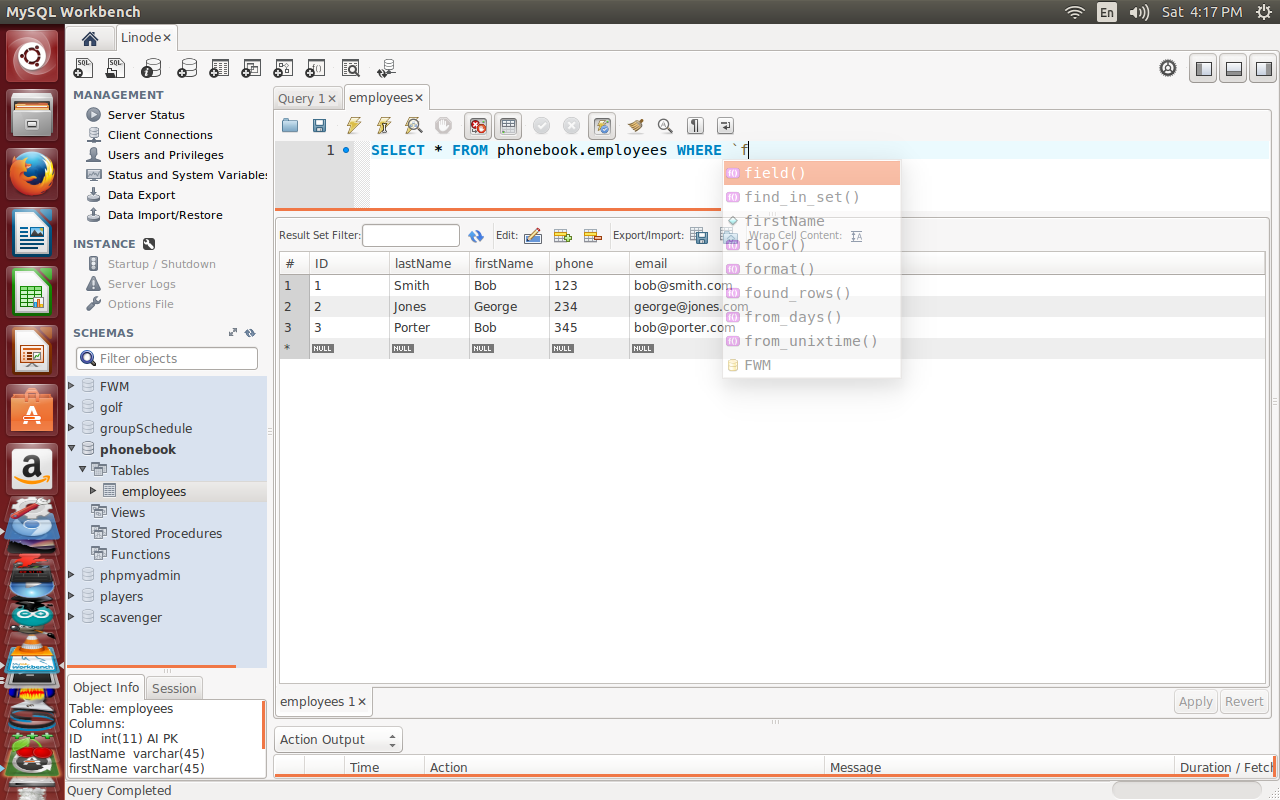 MySQL Workbench
En
Sat 4:17 PM
Linode×
MANAGEMENT
Server Status
Client Connections
Users and Privileges
Status and System Variables
Data Export
Data Import/Restore
INSTANCE
Startup / Shutdown
Server Logs
Options File
SCHEMAS
Filter objects
FWM
golf
groupSchedule
phonebook
Tables
employees
Views
Stored Procedures
Functions
phpmyadmin
players
scavenger
Object Info Session
Table: employees
Columns:
ID int(11) AI PK
lastName varchar(45)
firstName varchar(45)
Query Completed
Query 1× employees×
1 SELECT * FROM phonebook.employees WHERE `f
field()
find_in_set()
firstName
floor()
format()
found_rows()
from_days()
from_unixtime()
FWM
Result Set Filter: Edit: Export/Import: Wrap Cell Content:
# ID lastName firstName phone email
1 1 Smith Bob 123 bob@smith.com
2 2 Jones George 234 george@jones.com
3 3 Porter Bob 345 bob@porter.com
* NULL NULL NULL NULL NULL
employees 1×
Apply Revert
Action Output
Time Action Message Duration / Fetch